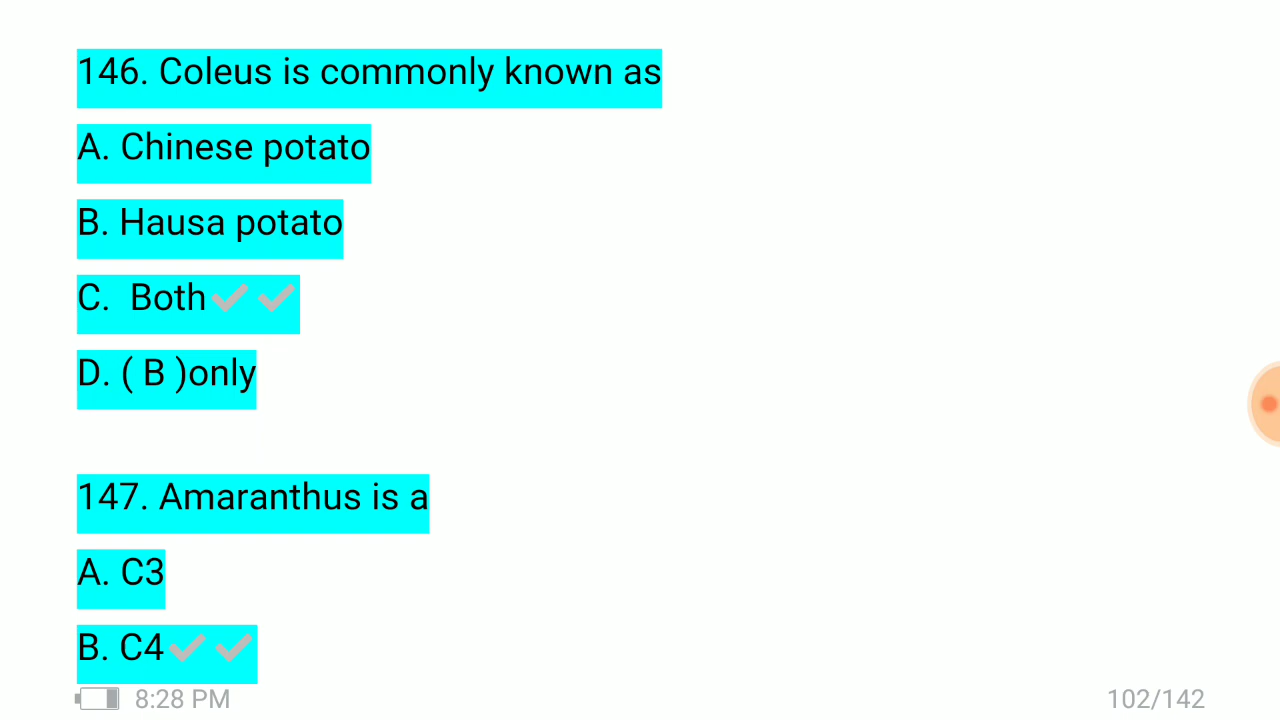 146. Coleus is commonly known as
A. Chinese potato
B. Hausa potato
C.  Both✔✔
D. ( B )only
147. Amaranthus is a
A. C3
B. C4✔✔
8:28 PM
102/142